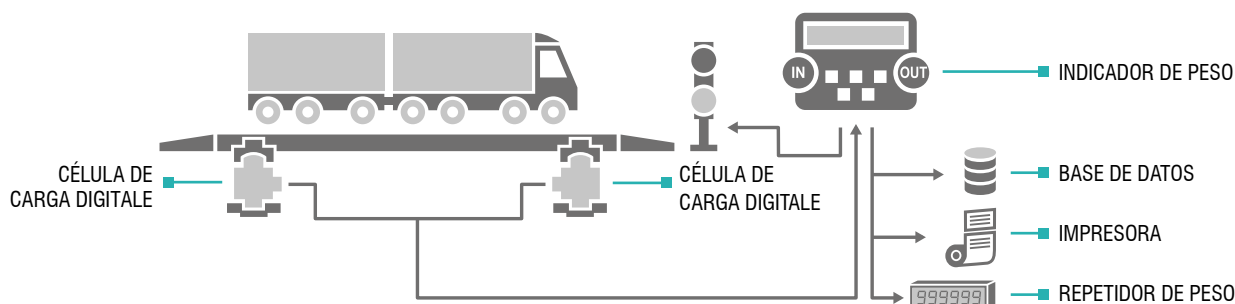 IN
OUT
INDICADOR DE PESO
CÉLULA DE
CARGA DIGITALE
CÉLULA DE
CARGA DIGITALE
BASE DE DATOS
IMPRESORA
999999
REPETIDOR DE PESO